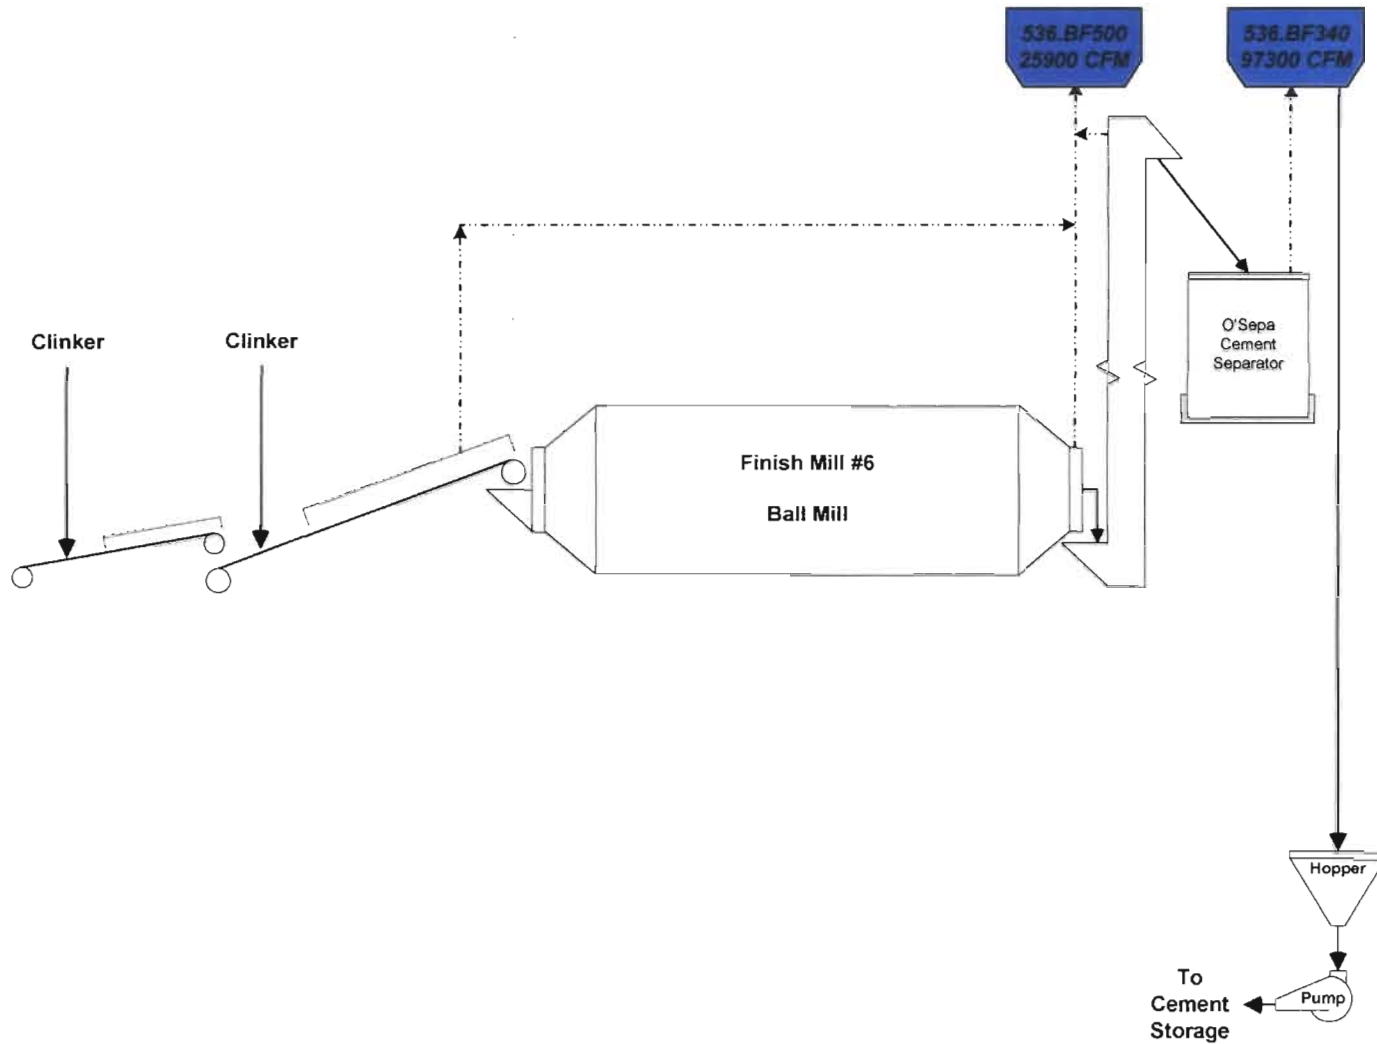 536.BF500
25900 CFM
536.BF340
97300 CFM
Clinker
Clinker
O'Sepa
Cement
Separator
Finish Mill #6
Ball Mill
Hopper
Pump
To
Cement
Storage